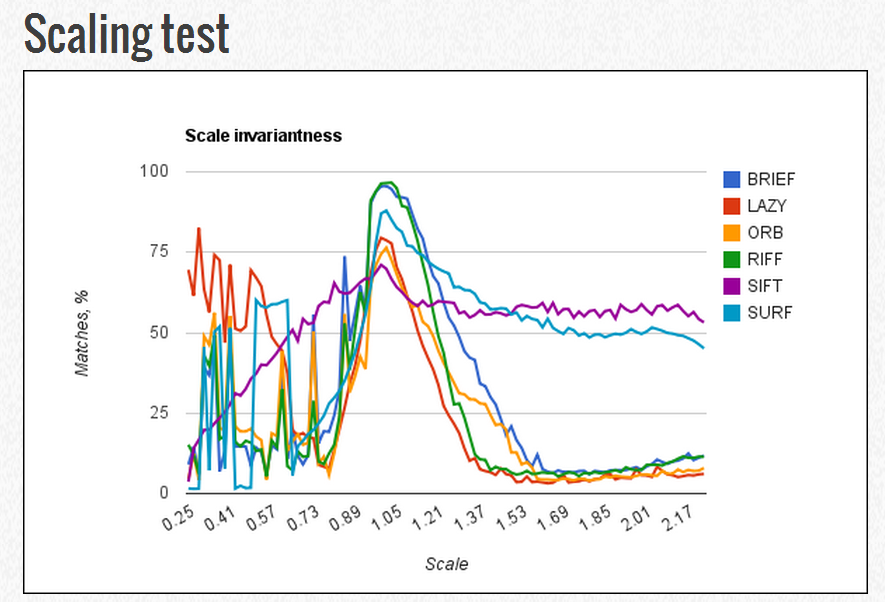 Scaling test
Scale invariantness
100
75
50
25
0
Matches, %
0.25 0.41 0.57 0.73 0.89 1.05 1.21 1.37 1.53 1.69 1.85 2.01 2.17
Scale
BRIEF
LAZY
ORB
RIFF
SIFT
SURF